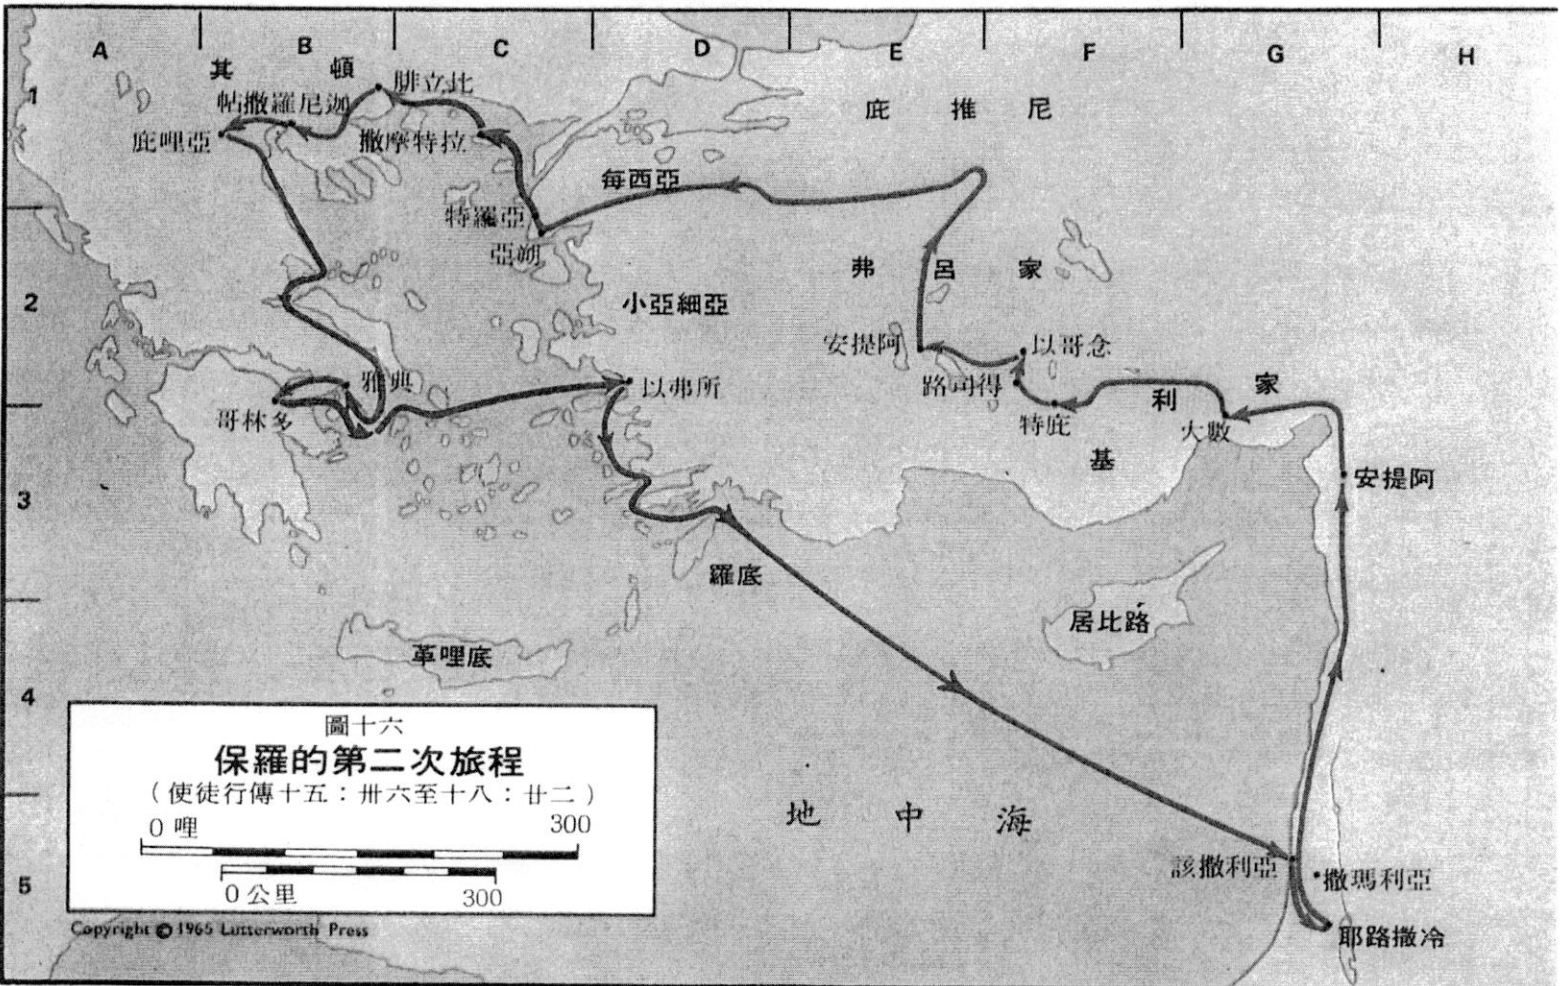 A B C D E F G H
1
2
3
4
5
其 頓
腓立比
帖撒羅尼迦
庇哩亞
撒摩特拉
庇 推 尼
每西亞
特羅亞
亞朔
弗 呂 家
小亞細亞
安提阿
以哥念
路司得
特庇
雅典
哥林多
以弗所
基 利 家
大數
安提阿
羅底
居比路
革哩底
地 中 海
該撒利亞
撒瑪利亞
耶路撒冷
圖十六
保羅的第二次旅程
（使徒行傳十五：卅六至十八：廿二）
0 哩 300
0 公里 300
Copyright © 1965 Lutterworth Press